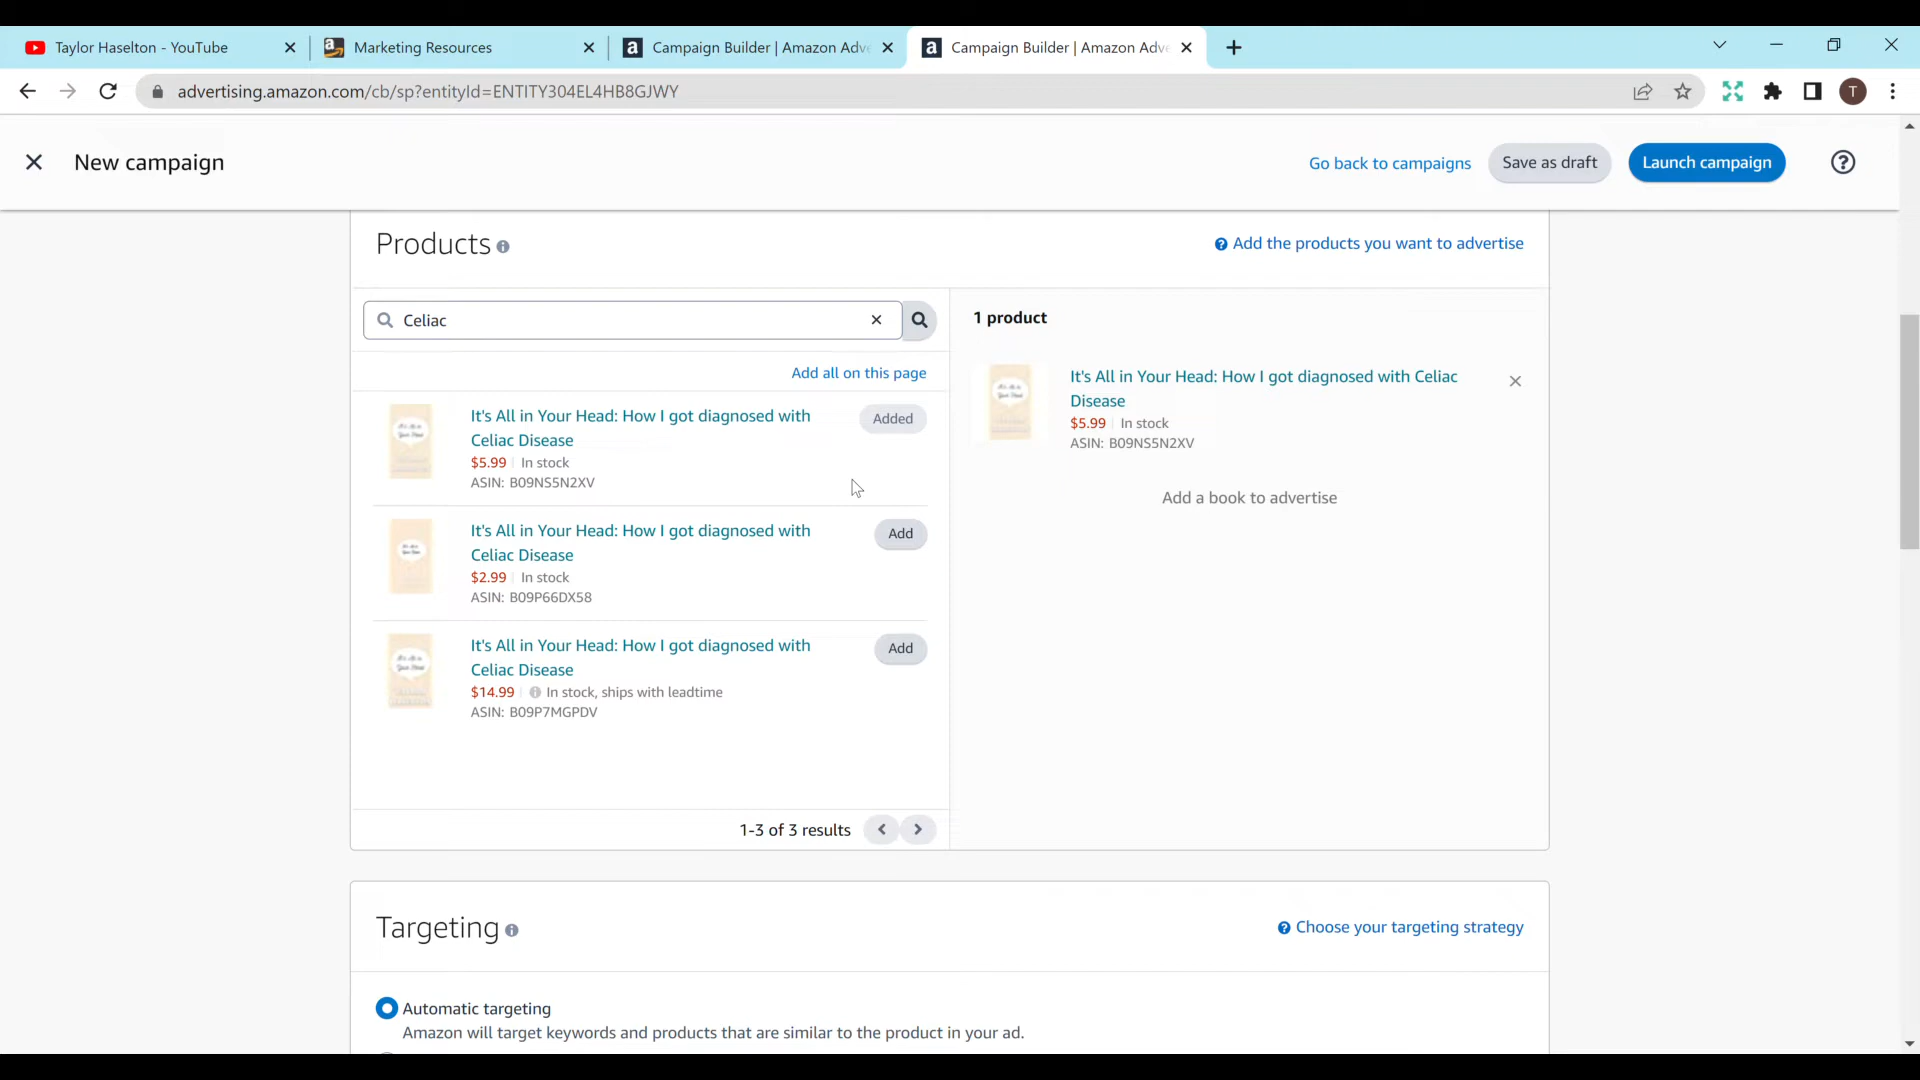 Taylor Haselton - YouTube
Marketing Resources
Campaign Builder | Amazon Adve
Campaign Builder | Amazon Adve
advertising.amazon.com/cb/sp?entityId=ENTITY304EL4HB8GJWY
T
New campaign
Go back to campaigns
Save as draft
Launch campaign
Products
Add the products you want to advertise
Celiac
Add all on this page
It's All in Your Head: How I got diagnosed with
Celiac Disease
$5.99 In stock
ASIN: B09NS5N2XV
Added
It's All in Your Head: How I got diagnosed with
Celiac Disease
$2.99 In stock
ASIN: B09P66DX58
Add
It's All in Your Head: How I got diagnosed with
Celiac Disease
$14.99 In stock, ships with leadtime
ASIN: B09P7MGPDV
Add
1-3 of 3 results
1 product
It's All in Your Head: How I got diagnosed with Celiac
Disease
$5.99 In stock
ASIN: B09NS5N2XV
Add a book to advertise
Targeting
Choose your targeting strategy
Automatic targeting
Amazon will target keywords and products that are similar to the product in your ad.